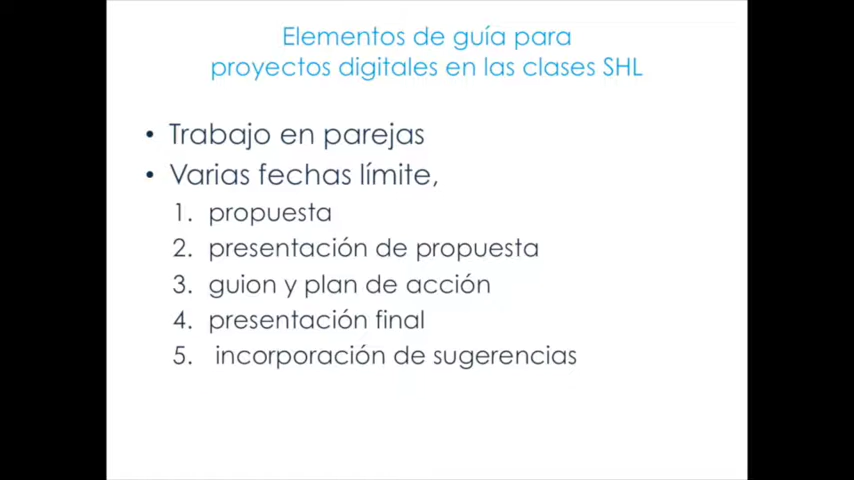 Elementos de guía para
proyectos digitales en las clases SHL
• Trabajo en parejas
• Varias fechas límite,
1. propuesta
2. presentación de propuesta
3. guion y plan de acción
4. presentación final
5. incorporación de sugerencias